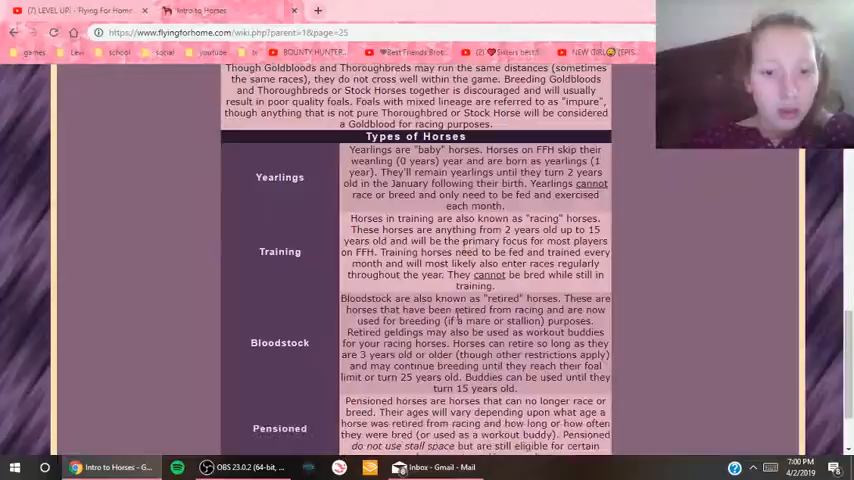 (7) LEVEL UP! - Flying For Home
Intro to Horses
https://www.flyingforhome.com/wiki.php?parent=1&page=25
games
Levi
school
social
youtube
BOUNTY HUNTER...
Best Friends Brot...
(2) Sisters best f...
NEW GIRL (EPIS...
Though Goldbloods and Thoroughbreds may run the same distances (sometimes
the same races), they do not cross well within the game. Breeding Goldbloods
and Thoroughbreds or Stock Horses together is discouraged and will usually
result in poor quality foals. Foals with mixed lineage are referred to as "impure",
though anything that is not pure Thoroughbred or Stock Horse will be considered
a Goldblood for racing purposes.
Types of Horses
Yearlings
Yearlings are "baby" horses. Horses on FFH skip their
weanling (0 years) year and are born as yearlings (1
year). They'll remain yearlings until they turn 2 years
old in the January following their birth. Yearlings cannot
race or breed and only need to be fed and exercised
each month.
Training
Horses in training are also known as "racing" horses.
These horses are anything from 2 years old up to 15
years old and will be the primary focus for most players
on FFH. Training horses need to be fed and trained every
month and will most likely also enter races regularly
throughout the year. They cannot be bred while still in
training.
Bloodstock
Bloodstock are also known as "retired" horses. These are
horses that have been retired from racing and are now
used for breeding (if a mare or stallion) purposes.
Retired geldings may also be used as workout buddies
for your racing horses. Horses can retire so long as they
are 3 years old or older (though other restrictions apply)
and may continue breeding until they reach their foal
limit or turn 25 years old. Buddies can be used until they
turn 15 years old.
Pensioned
Pensioned horses are horses that can no longer race or
breed. Their ages will vary depending upon what age a
horse was retired from racing and how long or how often
they were bred (or used as a workout buddy). Pensioned
do not use stall space but are still eligible for certain
Intro to Horses - G...
OBS 23.0.2 (64-bit, ...
Inbox - Gmail - Mail
7:00 PM
4/2/2019